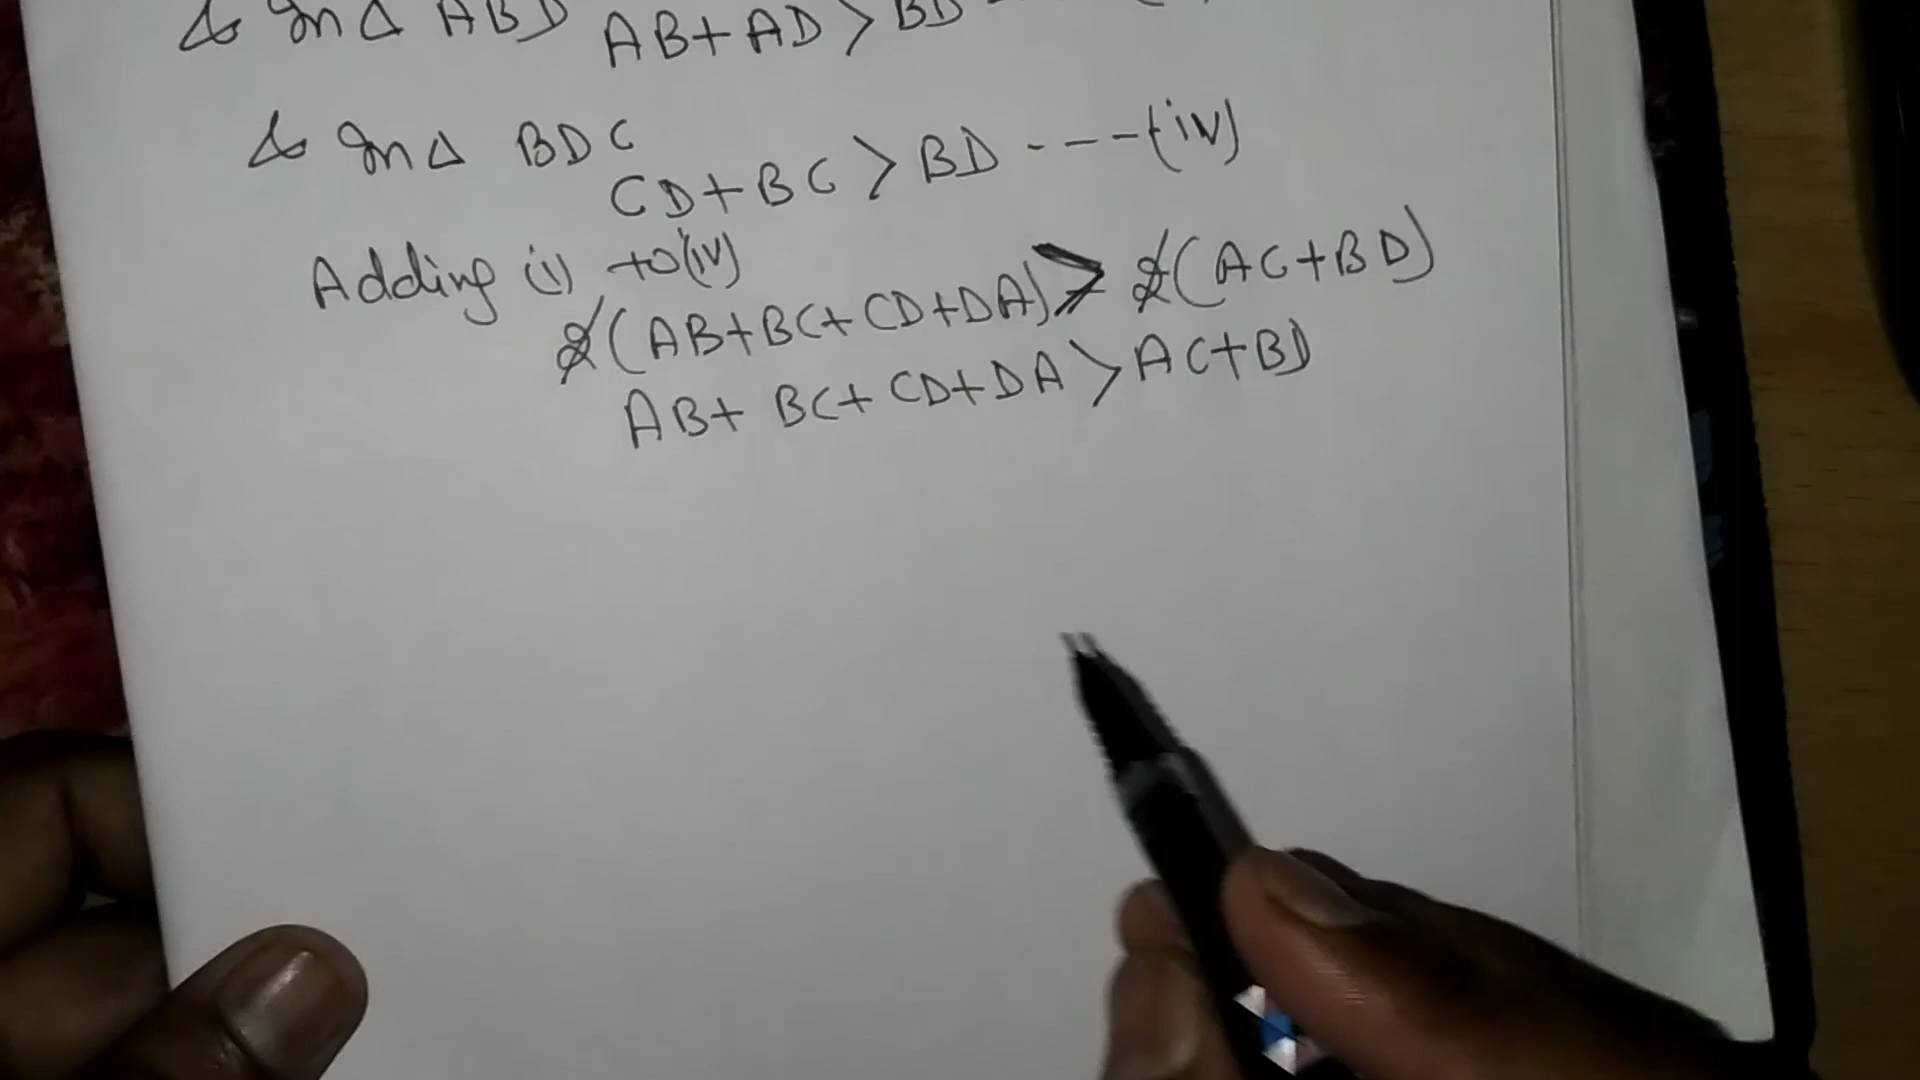 & In Δ ABD AB+AD > BD
& In Δ BDC
CD+BC > BD ----(iv)
Adding (i) to (iv)
2(AB+BC+CD+DA) > 2(AC+BD)
AB+BC+CD+DA > AC+BD